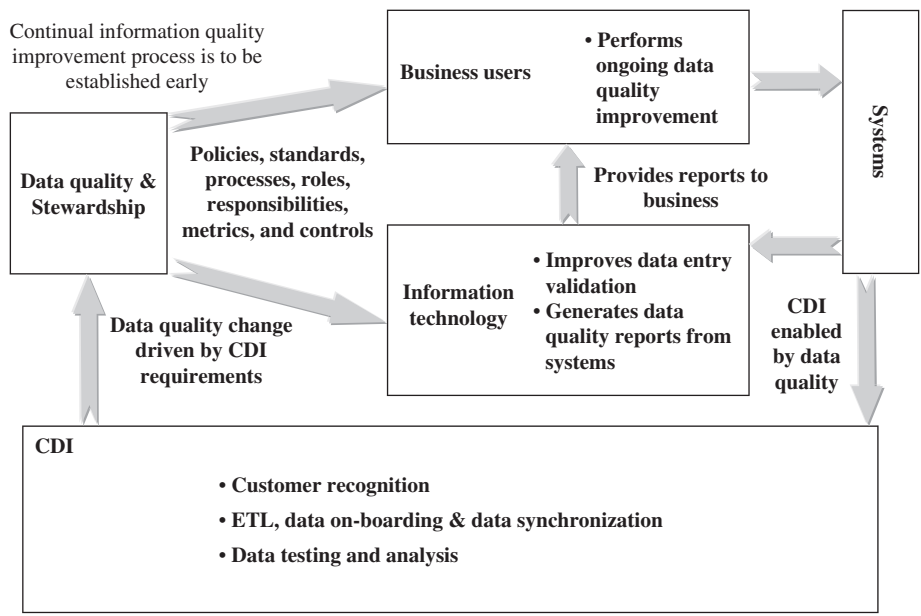 Continual information quality
improvement process is to be
established early
Business users
• Performs
ongoing data
quality
improvement
Systems
Data quality &
Stewardship
Policies, standards,
processes, roles,
responsibilities,
metrics, and controls
Provides reports to
business
Information
technology
• Improves data entry
validation
• Generates data
quality reports from
systems
Data quality change
driven by CDI
requirements
CDI
enabled
by data
quality
CDI
• Customer recognition
• ETL, data on-boarding & data synchronization
• Data testing and analysis